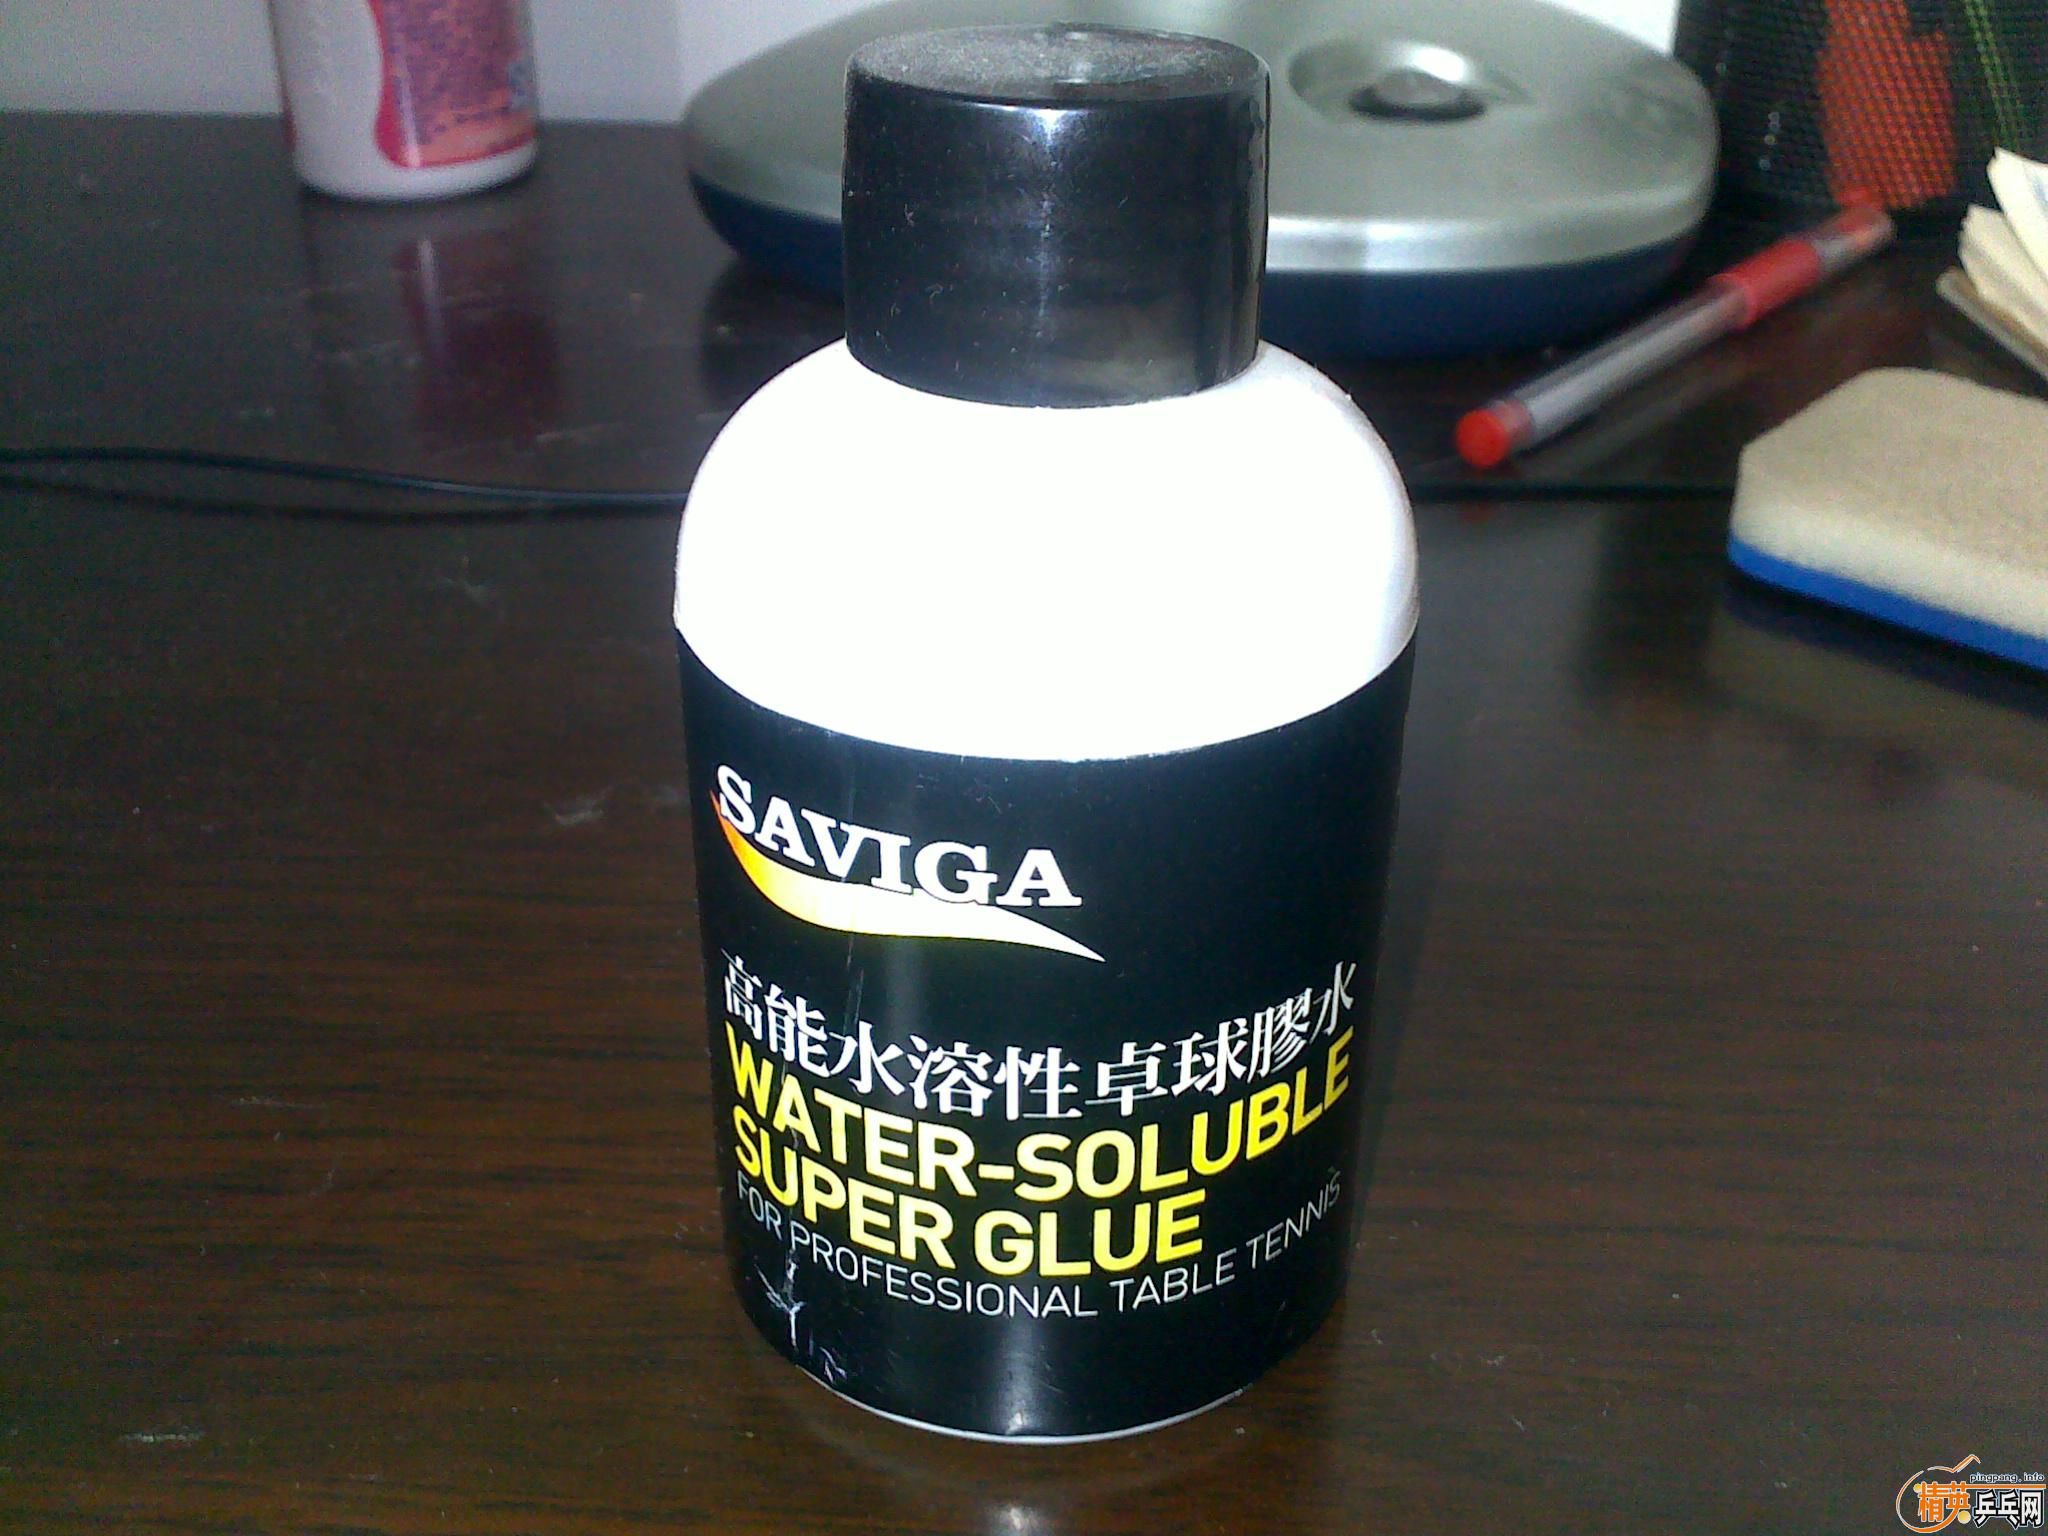 SAVIGA
高能水溶性卓球膠水
WATER-SOLUBLE
SUPER GLUE
FOR PROFESSIONAL TABLE TENNIS
pingpang.info
精英乒乓网